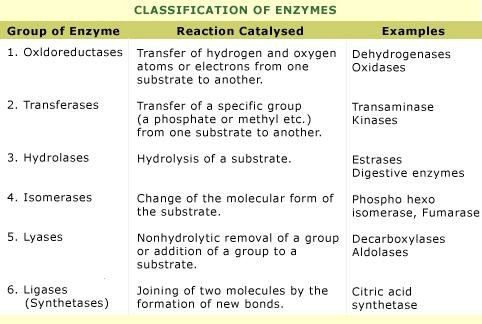 CLASSIFICATION OF ENZYMES
Group of Enzyme Reaction Catalysed Examples
1. Oxldoreductases Transfer of hydrogen and oxygen Dehydrogenases
atoms or electrons from one Oxidases
substrate to another.
2. Transferases Transfer of a specific group Transaminase
(a phosphate or methyl etc.) Kinases
from one substrate to another.
3. Hydrolases Hydrolysis of a substrate. Estrases
Digestive enzymes
4. Isomerases Change of the molecular form of Phospho hexo
the substrate. isomerase, Fumarase
5. Lyases Nonhydrolytic removal of a group Decarboxylases
or addition of a group to a Aldolases
substrate.
6. Ligases Joining of two molecules by the Citric acid
(Synthetases) formation of new bonds. synthetase